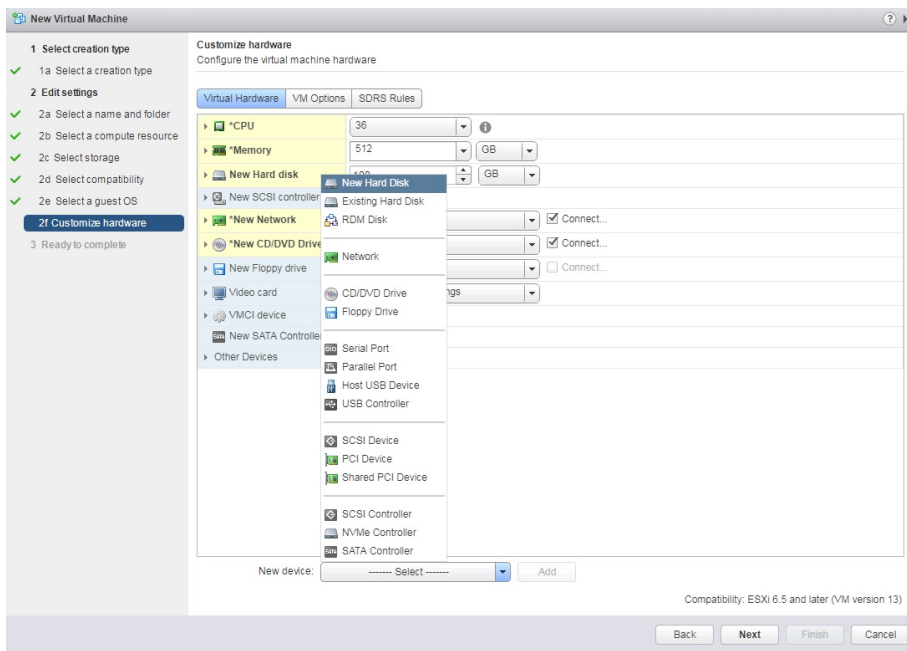 New Virtual Machine
1 Select creation type
1a Select a creation type
2 Edit settings
2a Select a name and folder
2b Select a compute resource
2c Select storage
2d Select compatibility
2e Select a guest OS
2f Customize hardware
3 Ready to complete
Customize hardware
Configure the virtual machine hardware
Virtual Hardware VM Options SDRS Rules
*CPU 36
*Memory 512 GB
New Hard disk GB
New SCSI controller
*New Network Connect...
*New CD/DVD Drive Connect...
New Floppy drive Connect...
Video card
VMCI device
New SATA Controller
Other Devices
New Hard Disk
Existing Hard Disk
RDM Disk
Network
CD/DVD Drive
Floppy Drive
Serial Port
Parallel Port
Host USB Device
USB Controller
SCSI Device
PCI Device
Shared PCI Device
SCSI Controller
NVMe Controller
SATA Controller
New device: ------- Select ------- Add
Compatibility: ESXi 6.5 and later (VM version 13)
Back Next Finish Cancel